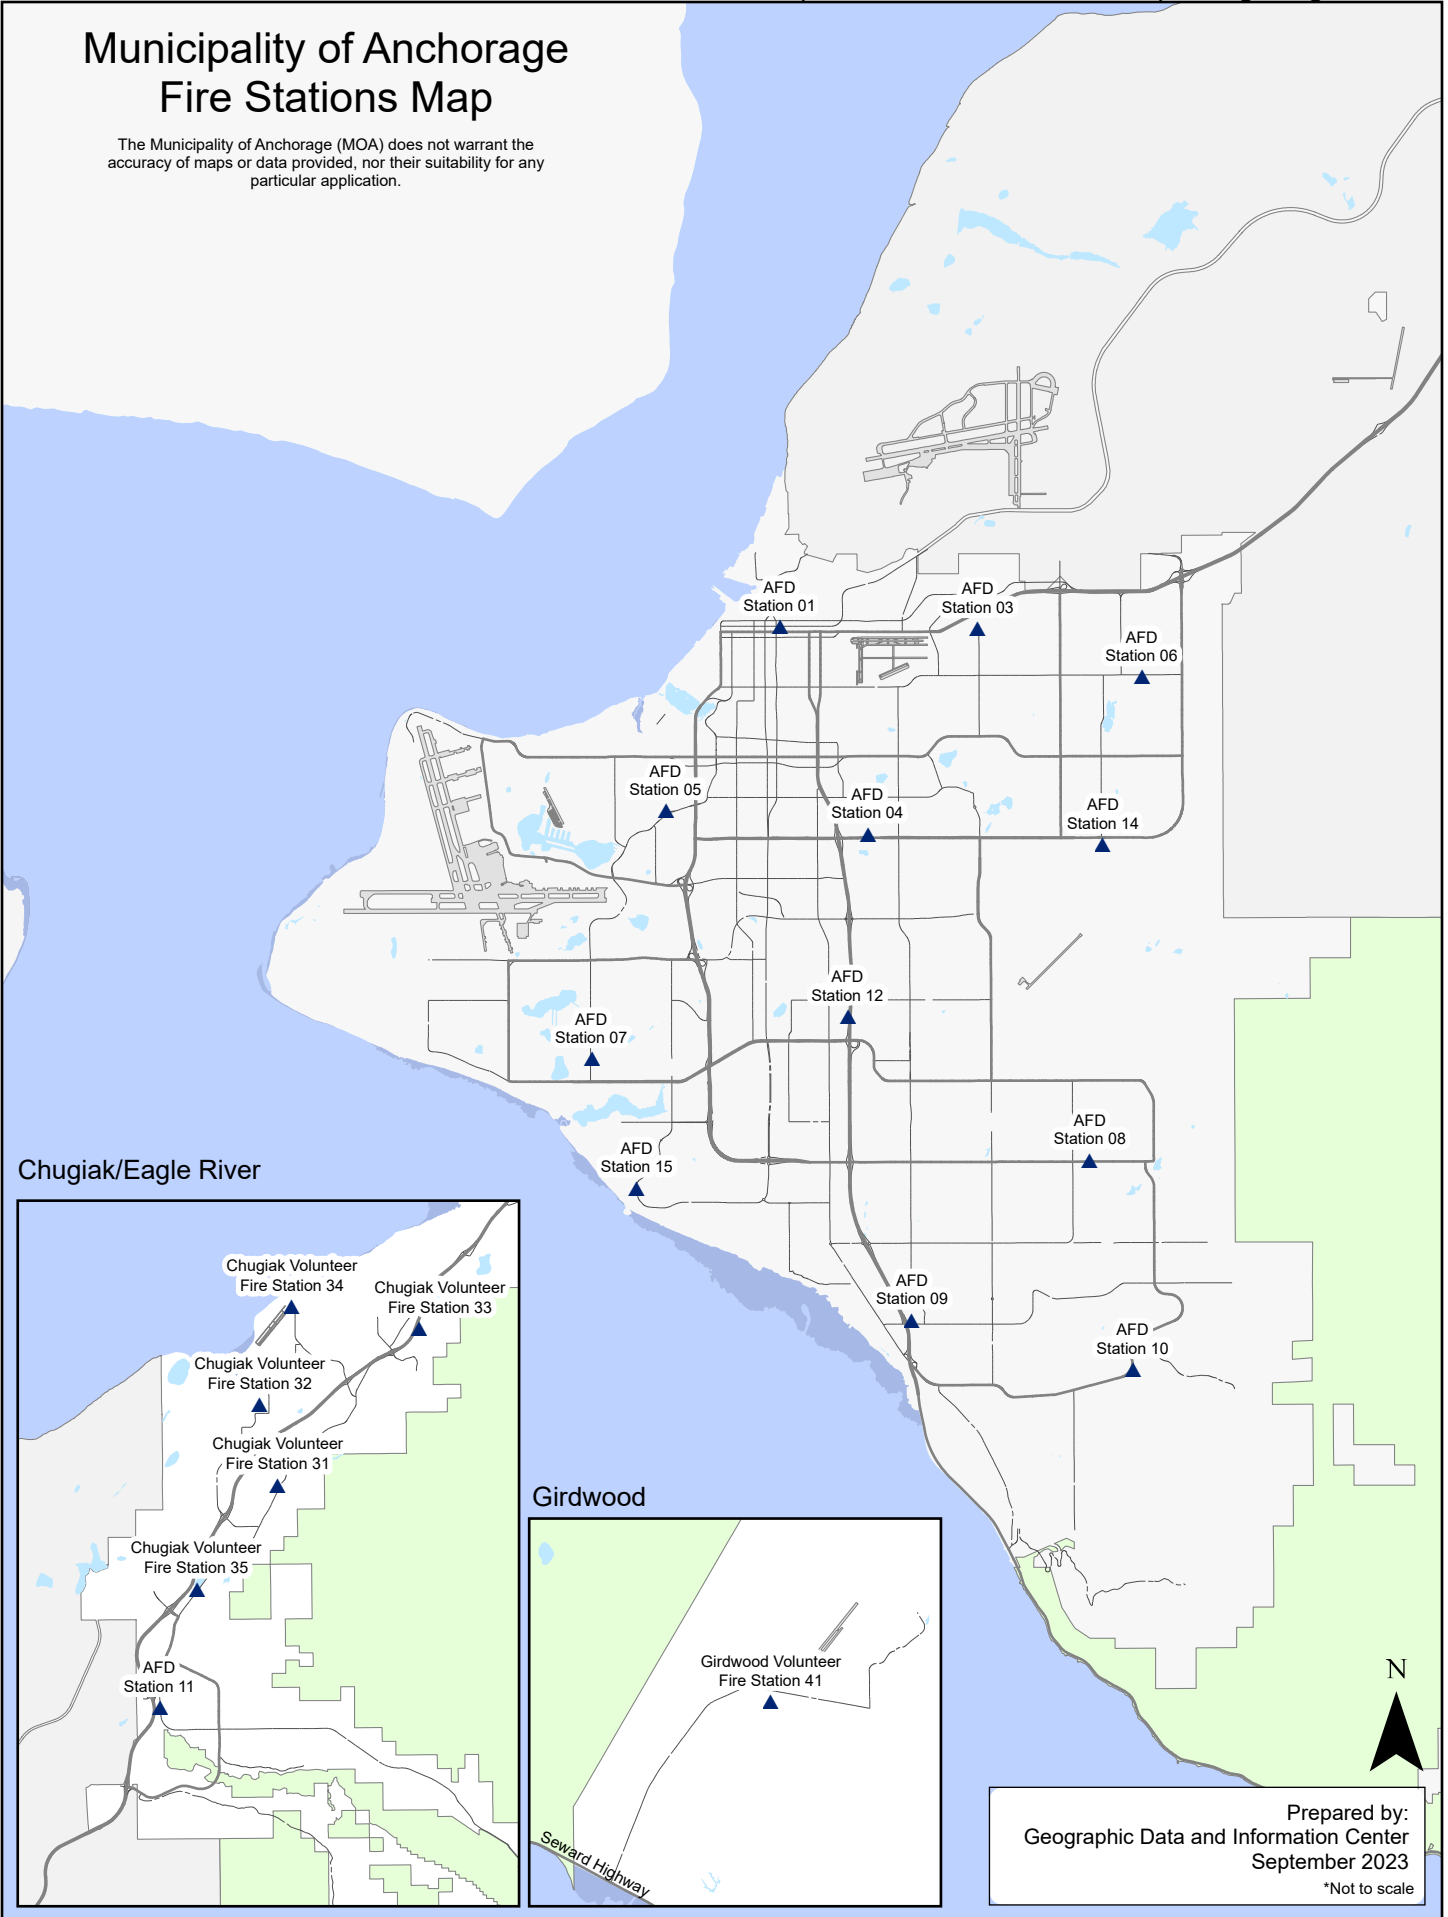 Municipality of Anchorage
Fire Stations Map
The Municipality of Anchorage (MOA) does not warrant the
accuracy of maps or data provided, nor their suitability for any
particular application.
AFD
Station 01
AFD
Station 03
AFD
Station 06
AFD
Station 05
AFD
Station 04
AFD
Station 14
AFD
Station 12
AFD
Station 07
AFD
Station 08
AFD
Station 15
AFD
Station 09
AFD
Station 10
Chugiak/Eagle River
Chugiak Volunteer
Fire Station 34
Chugiak Volunteer
Fire Station 33
Chugiak Volunteer
Fire Station 32
Chugiak Volunteer
Fire Station 31
Chugiak Volunteer
Fire Station 35
AFD
Station 11
Girdwood
Girdwood Volunteer
Fire Station 41
Seward Highway
N
Prepared by:
Geographic Data and Information Center
September 2023
*Not to scale